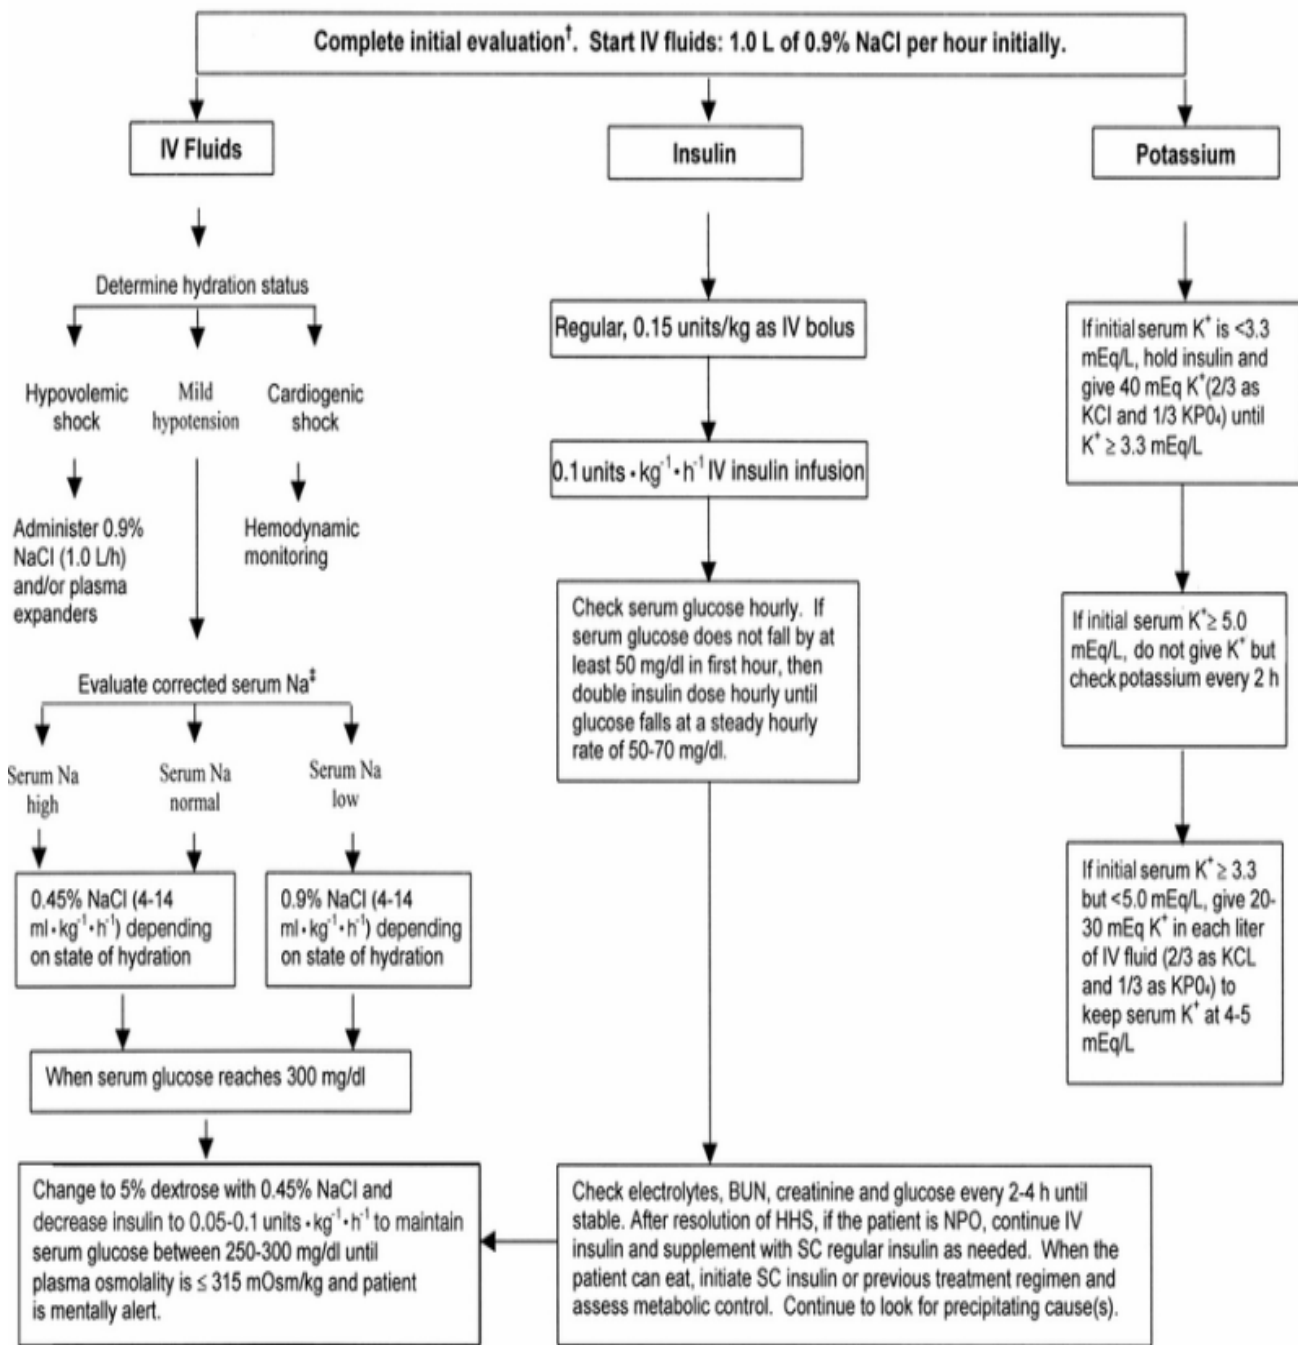 Complete initial evaluation†. Start IV fluids: 1.0 L of 0.9% NaCl per hour initially.
IV Fluids
Determine hydration status
Hypovolemic
shock
Mild
hypotension
Cardiogenic
shock
Administer 0.9%
NaCl (1.0 L/h)
and/or plasma
expanders
Hemodynamic
monitoring
Evaluate corrected serum Na‡
Serum Na
high
Serum Na
normal
Serum Na
low
0.45% NaCl (4-14
ml•kg⁻¹•h⁻¹) depending
on state of hydration
0.9% NaCl (4-14
ml•kg⁻¹•h⁻¹) depending
on state of hydration
When serum glucose reaches 300 mg/dl
Change to 5% dextrose with 0.45% NaCl and
decrease insulin to 0.05-0.1 units •kg⁻¹•h⁻¹ to maintain
serum glucose between 250-300 mg/dl until
plasma osmolality is ≤ 315 mOsm/kg and patient
is mentally alert.
Insulin
Regular, 0.15 units/kg as IV bolus
0.1 units•kg⁻¹•h⁻¹ IV insulin infusion
Check serum glucose hourly. If
serum glucose does not fall by at
least 50 mg/dl in first hour, then
double insulin dose hourly until
glucose falls at a steady hourly
rate of 50-70 mg/dl.
Check electrolytes, BUN, creatinine and glucose every 2-4 h until
stable. After resolution of HHS, if the patient is NPO, continue IV
insulin and supplement with SC regular insulin as needed. When the
patient can eat, initiate SC insulin or previous treatment regimen and
assess metabolic control. Continue to look for precipitating cause(s).
Potassium
If initial serum K⁺ is <3.3
mEq/L, hold insulin and
give 40 mEq K⁺(2/3 as
KCl and 1/3 KPO₄) until
K⁺ ≥ 3.3 mEq/L
If initial serum K⁺≥ 5.0
mEq/L, do not give K⁺ but
check potassium every 2 h
If initial serum K⁺ ≥ 3.3
but <5.0 mEq/L, give 20-
30 mEq K⁺ in each liter
of IV fluid (2/3 as KCL
and 1/3 as KPO₄) to
keep serum K⁺ at 4-5
mEq/L